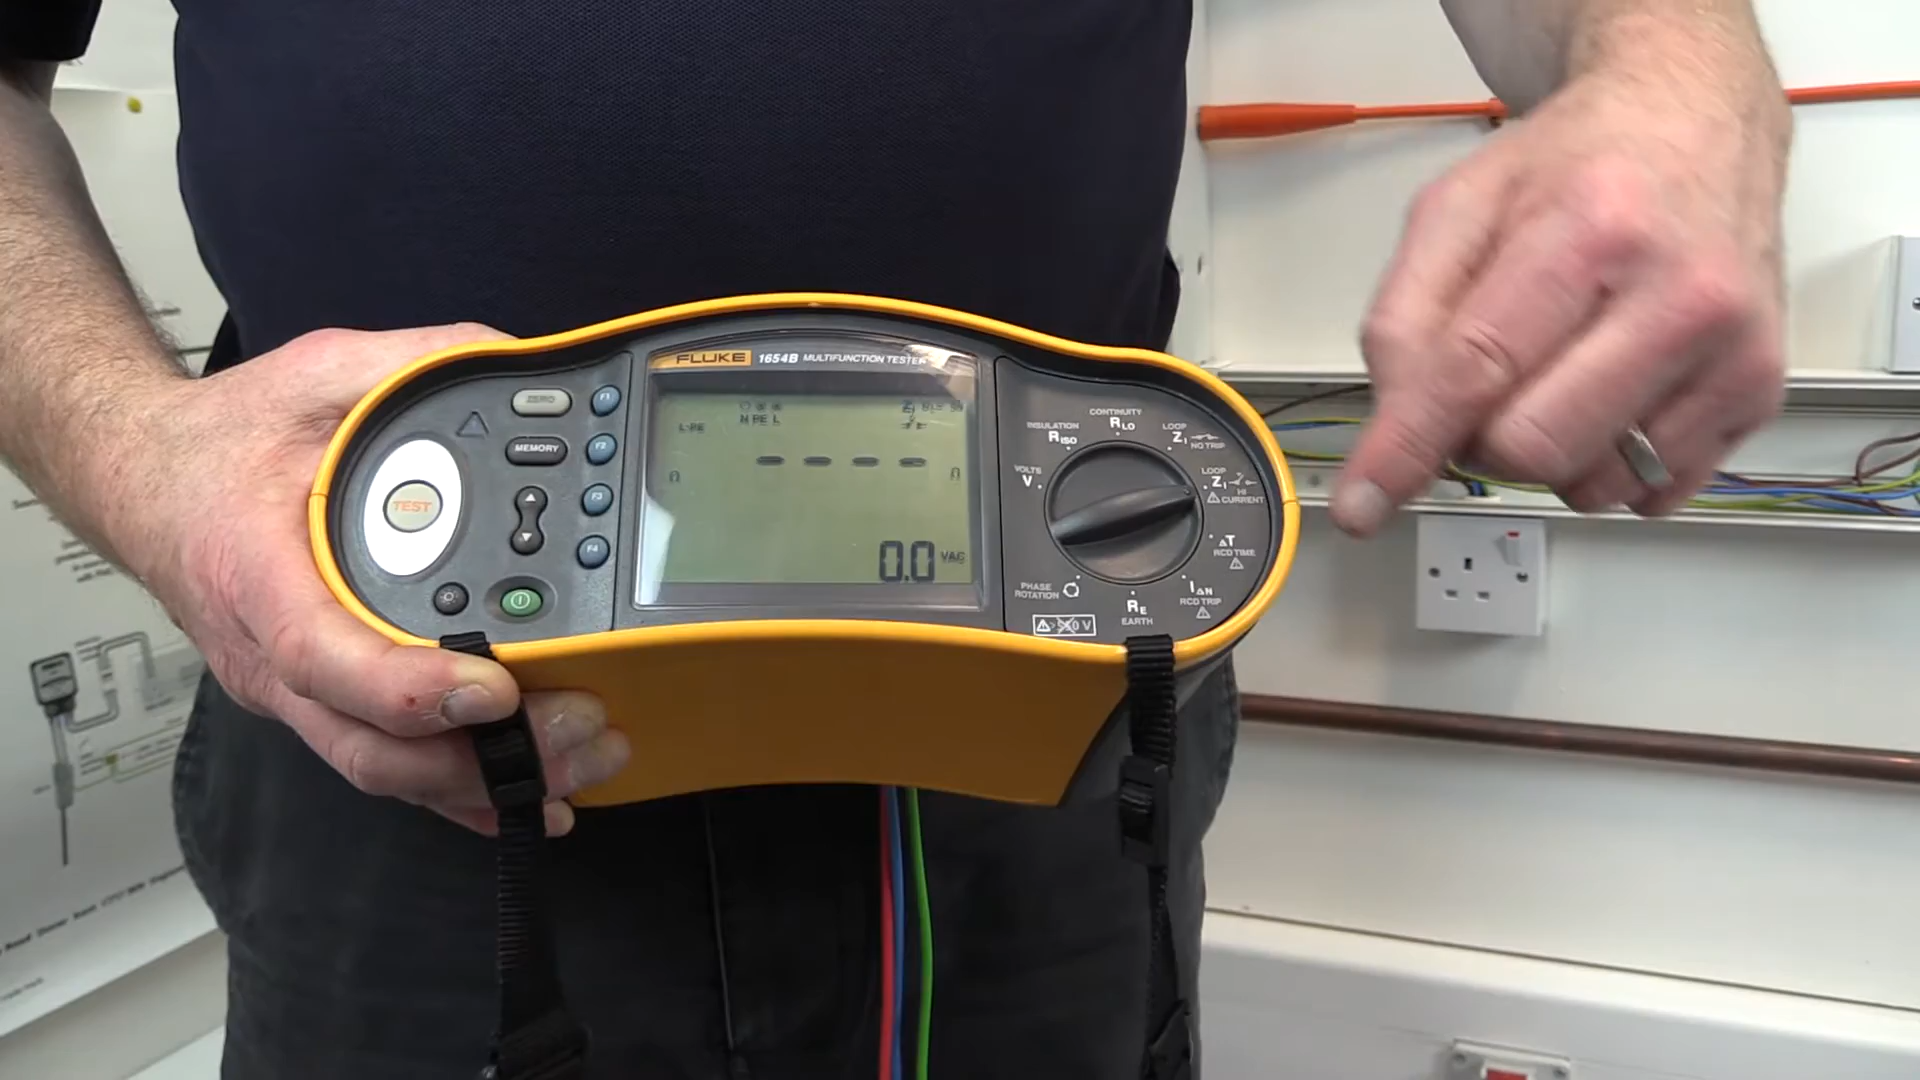 FLUKE 1654B MULTIFUNCTION TESTER
ZERO
F1
MEMORY
F2
F3
F4
TEST
L-PE
N PE L
0.0 VAC
CONTINUITY
RLO
INSULATION
RISO
LOOP
ZI
NO TRIP
VOLTS
V
LOOP
ZI
HI
CURRENT
ΔT
RCD TIME
IΔN
RCD TRIP
PHASE
ROTATION
RE
EARTH